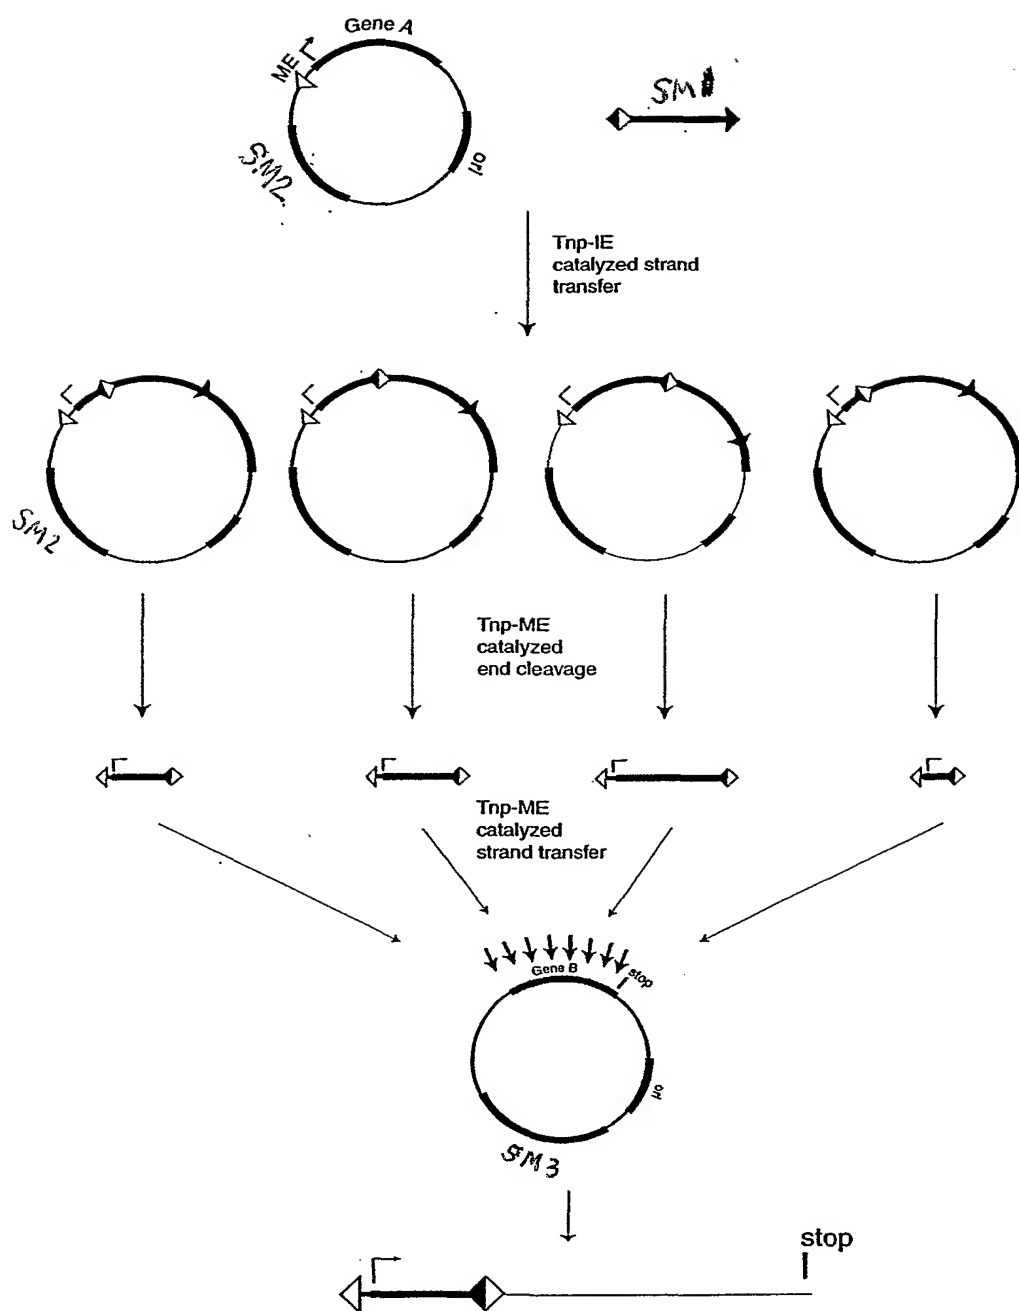 Gene A
ME
SM1
SM2
ori
Tnp-IE
catalyzed strand
transfer
SM2
Tnp-ME
catalyzed
end cleavage
Tnp-ME
catalyzed
strand transfer
Gene B
stop
ori
SM3
stop